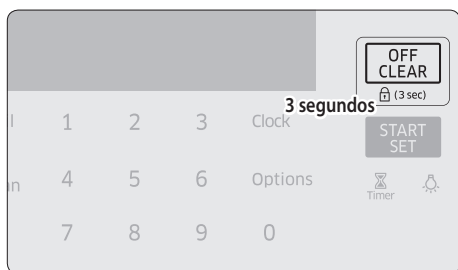 OFF
CLEAR
(3 sec)
3 segundos
1 2 3 Clock
START
SET
4 5 6 Options
Timer
7 8 9 0